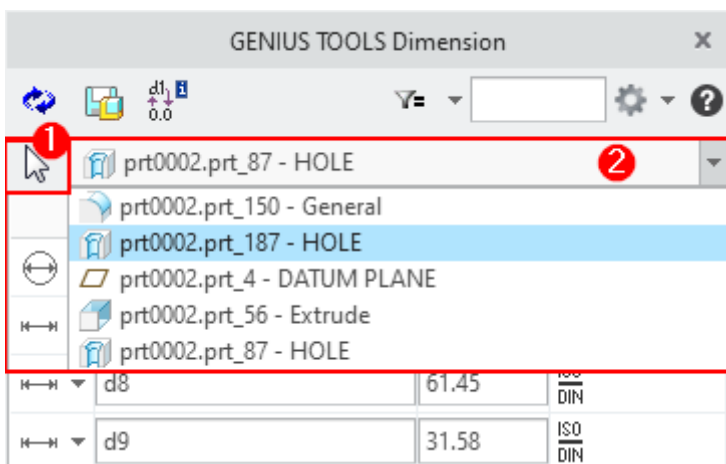 GENIUS TOOLS Dimension
d1
0.0
1
prt0002.prt_87 - HOLE
2
prt0002.prt_150 - General
prt0002.prt_187 - HOLE
prt0002.prt_4 - DATUM PLANE
prt0002.prt_56 - Extrude
prt0002.prt_87 - HOLE
d8 61.45 DIN
d9 31.58 ISO
DIN